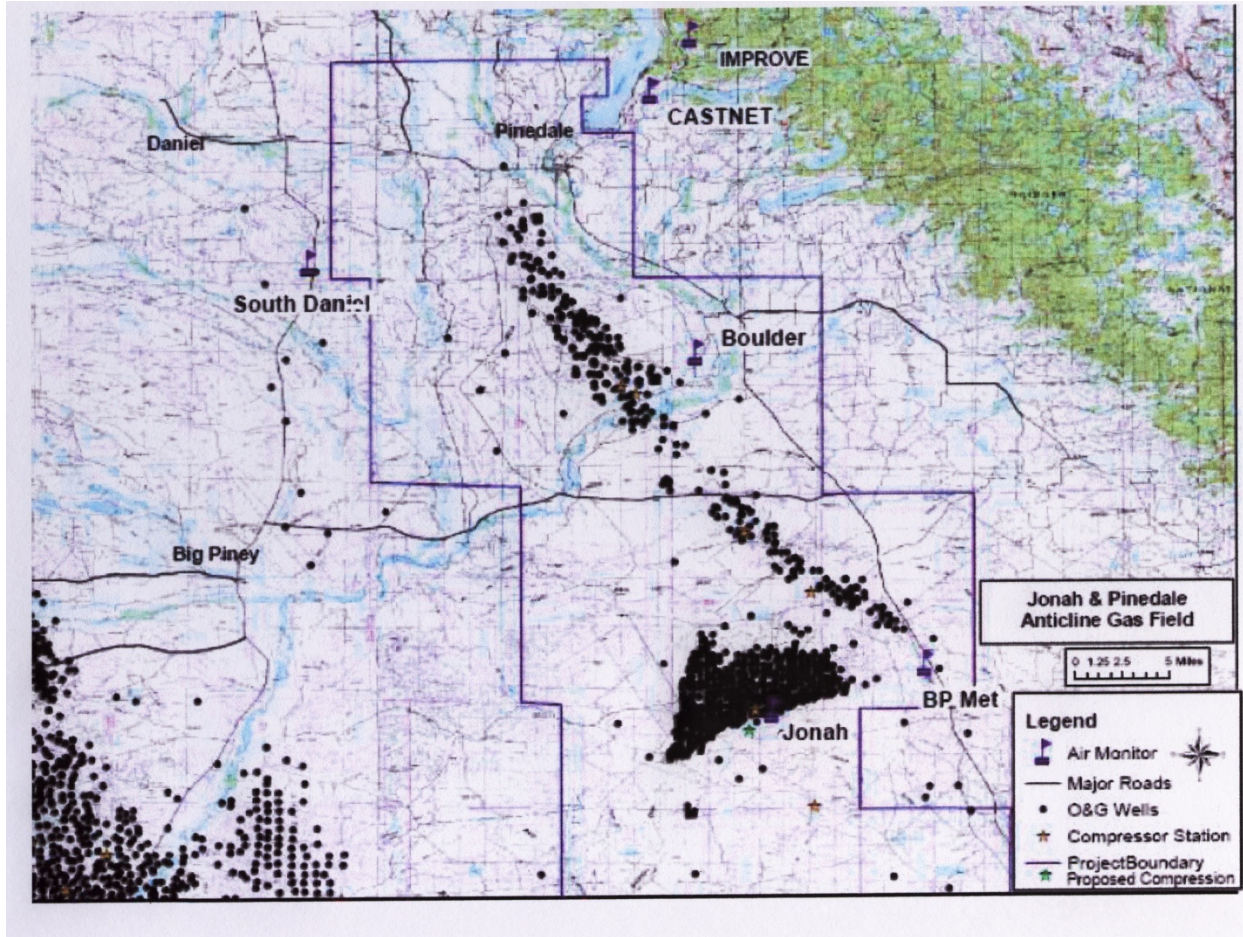 IMPROVE
CASTNET
Pinedale
Daniel
South Daniel
Boulder
Big Piney
Jonah & Pinedale
Anticline Gas Field
0 1.25 2.5 5 Miles
BP Met
Jonah
Legend
Air Monitor
Major Roads
O&G Wells
Compressor Station
ProjectBoundary
Proposed Compression